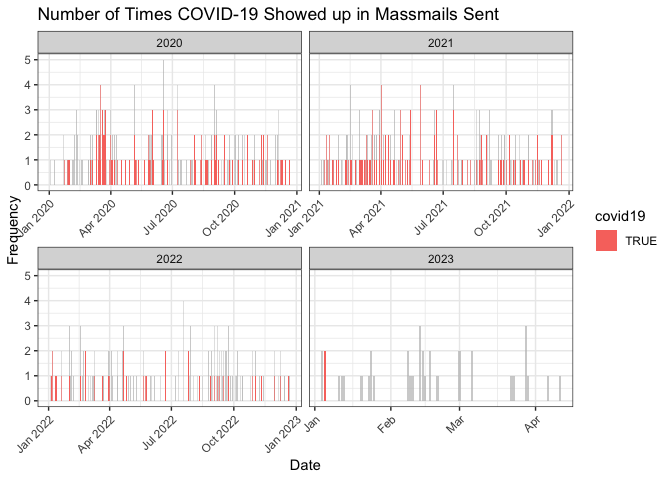 Number of Times COVID-19 Showed up in Massmails Sent
2020
2021
5
4
3
2
1
0
Jan 2020
Apr 2020
Jul 2020
Oct 2020
Jan 2021
Jan 2021
Apr 2021
Jul 2021
Oct 2021
Jan 2022
Frequency
covid19
TRUE
2022
2023
5
4
3
2
1
0
Jan 2022
Apr 2022
Jul 2022
Oct 2022
Jan 2023
Jan
Feb
Mar
Apr
Date